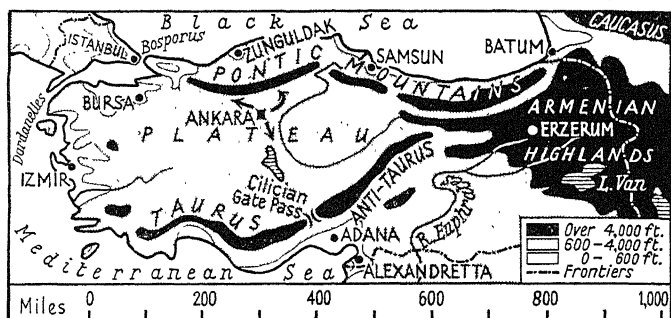 Black Sea
CAUCASUS
ISTANBUL
Bosporus
ZUNGULDAK
SAMSUN
BATUM
PONTIC MOUNTAINS
BURSA
Dardanelles
ANKARA
ARMENIAN
HIGHLANDS
ERZERUM
PLATEAU
IZMIR
Cilician
Gate Pass
L. Van
TAURUS
ANTI-TAURUS
R. Euphra
ADANA
Mediterranean Sea
ALEXANDRETTA
Over 4,000 ft.
600-4,000 ft.
0-600 ft.
Frontiers
Miles 0 200 400 600 800 1,000